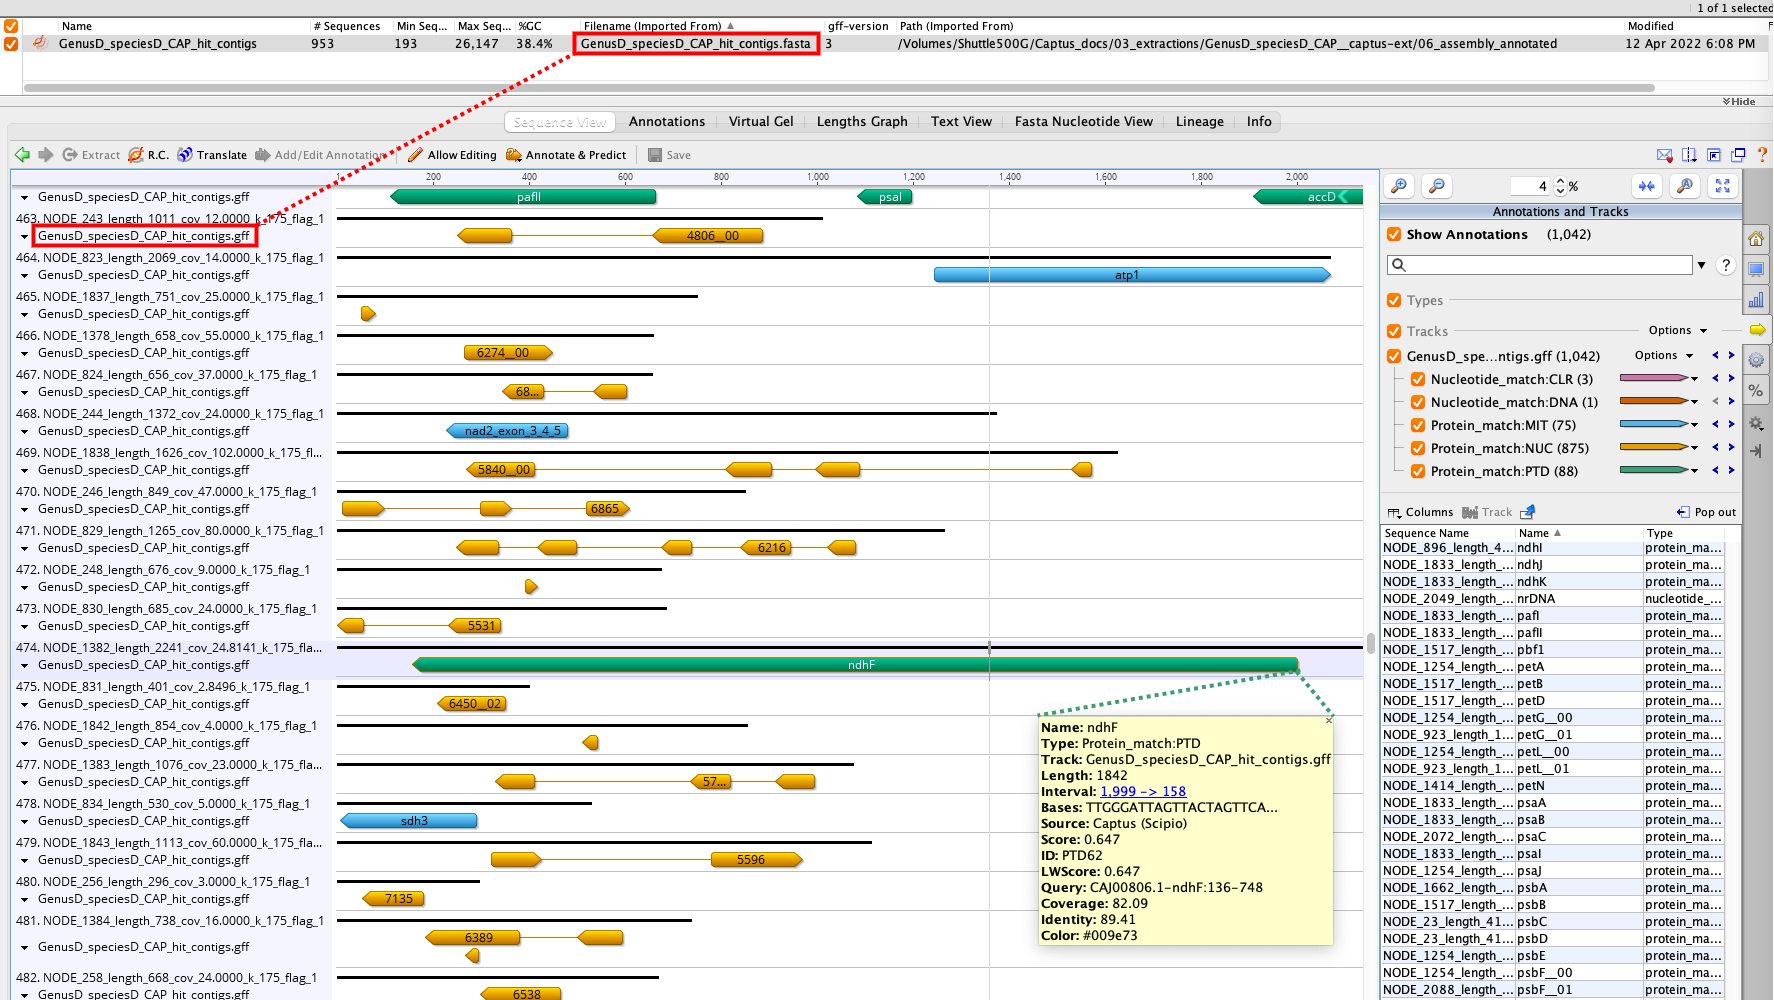 1 of 1 selected
Name # Sequences Min Seq... Max Seq... %GC Filename (Imported From) gff-version Path (Imported From) Modified
GenusD_speciesD_CAP_hit_contigs 953 193 26,147 38.4% GenusD_speciesD_CAP_hit_contigs.fasta 3 /Volumes/Shuttle500G/Captus_docs/03_extractions/GenusD_speciesD_CAP__captus-ext/06_assembly_annotated 12 Apr 2022 6:08 PM
Hide
Sequence View Annotations Virtual Gel Lengths Graph Text View Fasta Nucleotide View Lineage Info
Extract R.C. Translate Add/Edit Annotation Allow Editing Annotate & Predict Save
1 200 400 600 800 1,000 1,200 1,400 1,600 1,800 2,000
GenusD_speciesD_CAP_hit_contigs.gff pafII psaI accD
463. NODE_243_length_1011_cov_12.0000_k_175_flag_1
GenusD_speciesD_CAP_hit_contigs.gff 4806__00
464. NODE_823_length_2069_cov_14.0000_k_175_flag_1
GenusD_speciesD_CAP_hit_contigs.gff atp1
465. NODE_1837_length_751_cov_25.0000_k_175_flag_1
GenusD_speciesD_CAP_hit_contigs.gff
466. NODE_1378_length_658_cov_55.0000_k_175_flag_1
GenusD_speciesD_CAP_hit_contigs.gff 6274__00
467. NODE_824_length_656_cov_37.0000_k_175_flag_1
GenusD_speciesD_CAP_hit_contigs.gff 68...
468. NODE_244_length_1372_cov_24.0000_k_175_flag_1
GenusD_speciesD_CAP_hit_contigs.gff nad2_exon_3_4_5
469. NODE_1838_length_1626_cov_102.0000_k_175_fl...
GenusD_speciesD_CAP_hit_contigs.gff 5840__00
470. NODE_246_length_849_cov_47.0000_k_175_flag_1
GenusD_speciesD_CAP_hit_contigs.gff 6865
471. NODE_829_length_1265_cov_80.0000_k_175_flag_1
GenusD_speciesD_CAP_hit_contigs.gff 6216
472. NODE_248_length_676_cov_9.0000_k_175_flag_1
GenusD_speciesD_CAP_hit_contigs.gff
473. NODE_830_length_685_cov_24.0000_k_175_flag_1
GenusD_speciesD_CAP_hit_contigs.gff 5531
474. NODE_1382_length_2241_cov_24.8141_k_175_fla...
GenusD_speciesD_CAP_hit_contigs.gff ndhF
475. NODE_831_length_401_cov_2.8496_k_175_flag_1
GenusD_speciesD_CAP_hit_contigs.gff 6450__02
476. NODE_1842_length_854_cov_4.0000_k_175_flag_1
GenusD_speciesD_CAP_hit_contigs.gff
477. NODE_1383_length_1076_cov_23.0000_k_175_fla...
GenusD_speciesD_CAP_hit_contigs.gff 57...
478. NODE_834_length_530_cov_5.0000_k_175_flag_1
GenusD_speciesD_CAP_hit_contigs.gff sdh3
479. NODE_1843_length_1113_cov_60.0000_k_175_fla...
GenusD_speciesD_CAP_hit_contigs.gff 5596
480. NODE_256_length_296_cov_3.0000_k_175_flag_1
GenusD_speciesD_CAP_hit_contigs.gff 7135
481. NODE_1384_length_738_cov_16.0000_k_175_flag_1
GenusD_speciesD_CAP_hit_contigs.gff 6389
482. NODE_258_length_668_cov_24.0000_k_175_flag_1
GenusD_speciesD_CAP_hit_contigs.gff 6538
Name: ndhF
Type: Protein_match:PTD
Track: GenusD_speciesD_CAP_hit_contigs.gff
Length: 1842
Interval: 1,999 -> 158
Bases: TTGGGATTAGTTACTAGTTCA...
Source: Captus (Scipio)
Score: 0.647
ID: PTD62
LWScore: 0.647
Query: CAJ00806.1-ndhF:136-748
Coverage: 82.09
Identity: 89.41
Color: #009e73
4 %
Annotations and Tracks
Show Annotations (1,042)
?
Types
Tracks Options
GenusD_spe...ntigs.gff (1,042) Options
Nucleotide_match:CLR (3)
Nucleotide_match:DNA (1)
Protein_match:MIT (75)
Protein_match:NUC (875)
Protein_match:PTD (88)
Columns Track Pop out
Sequence Name Name Type
NODE_896_length_4... ndhI protein_ma...
NODE_1833_length_... ndhJ protein_ma...
NODE_1833_length_... ndhK protein_ma...
NODE_2049_length_... nrDNA nucleotide_...
NODE_1833_length_... pafI protein_ma...
NODE_1833_length_... pafII protein_ma...
NODE_1517_length_... pbf1 protein_ma...
NODE_1254_length_... petA protein_ma...
NODE_1517_length_... petB protein_ma...
NODE_1517_length_... petD protein_ma...
NODE_1254_length_... petG__00 protein_ma...
NODE_923_length_1... petG__01 protein_ma...
NODE_1254_length_... petL__00 protein_ma...
NODE_923_length_1... petL__01 protein_ma...
NODE_1414_length_... petN protein_ma...
NODE_1833_length_... psaA protein_ma...
NODE_1833_length_... psaB protein_ma...
NODE_2072_length_... psaC protein_ma...
NODE_1833_length_... psaI protein_ma...
NODE_1254_length_... psaJ protein_ma...
NODE_1662_length_... psbA protein_ma...
NODE_1517_length_... psbB protein_ma...
NODE_23_length_41... psbC protein_ma...
NODE_23_length_41... psbD protein_ma...
NODE_1254_length_... psbE protein_ma...
NODE_1254_length_... psbF__00 protein_ma...
NODE_2088_length_... psbF__01 protein_ma...